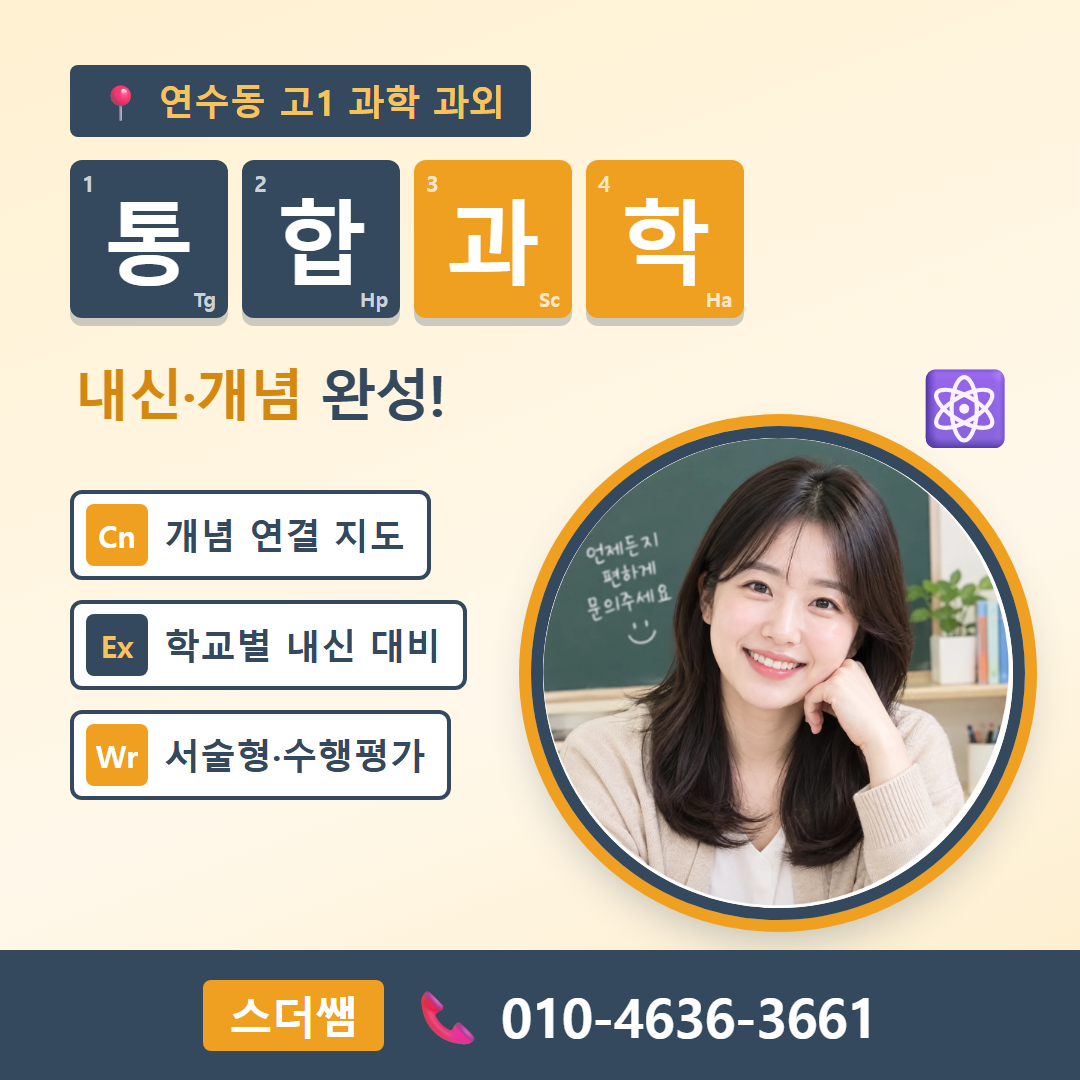 📍 연수동 고1 과학 과외
1 통 Tg 2 합 Hp 3 과 Sc 4 학 Ha
내신·개념 완성!
Cn 개념 연결 지도
Ex 학교별 내신 대비
Wr 서술형·수행평가
언제든지
편하게
문의주세요
스더쌤 📞 010-4636-3661